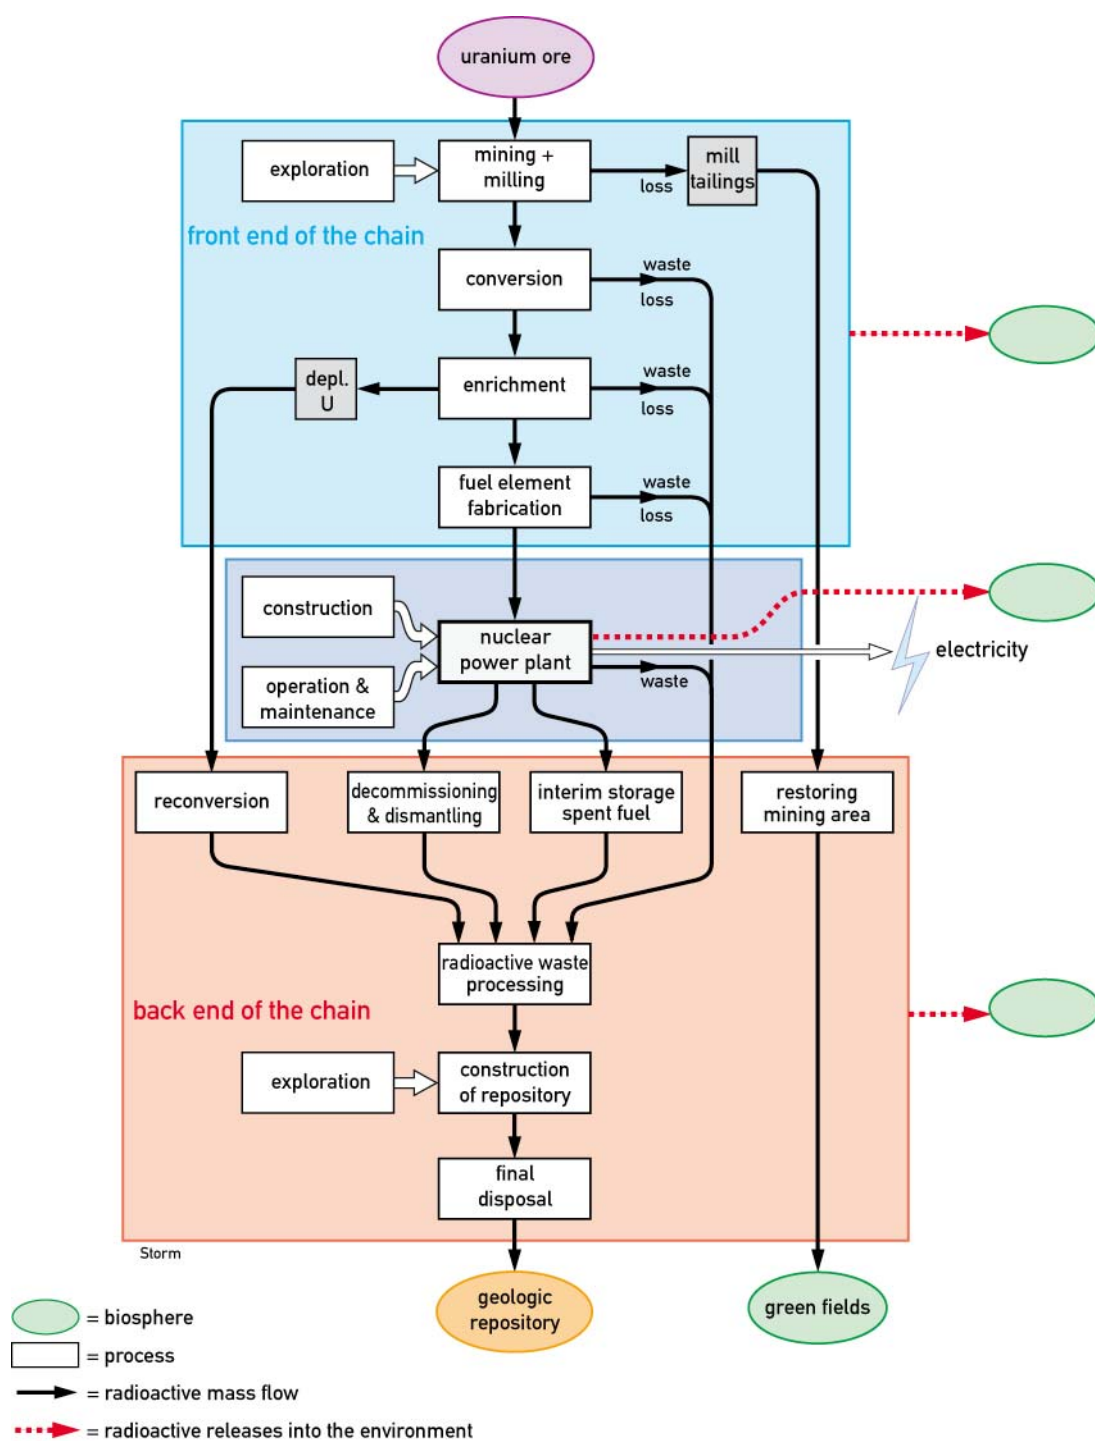 uranium ore
exploration
mining +
milling
loss
mill
tailings
front end of the chain
conversion
waste
loss
depl.
U
enrichment
waste
loss
fuel element
fabrication
waste
loss
construction
nuclear
power plant
electricity
operation &
maintenance
waste
reconversion
decommissioning
& dismantling
interim storage
spent fuel
restoring
mining area
radioactive waste
processing
back end of the chain
exploration
construction
of repository
final
disposal
Storm
geologic
repository
green fields
= biosphere
= process
= radioactive mass flow
= radioactive releases into the environment